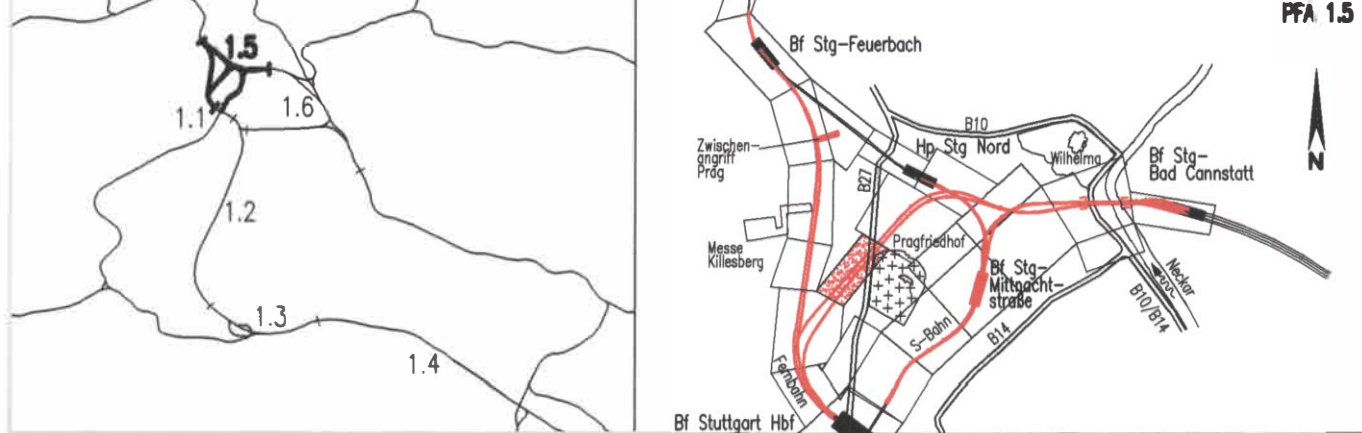 1.5
1.1
1.6
1.2
1.3
1.4
PFA 1.5
Bf Stg-Feuerbach
N
B10
Zwischen-
angriff
Prag
Hp Stg Nord
Wilhelma
Bf Stg-
Bad Cannstatt
B27
Messe
Killesberg
Pragfriedhof
Bf Stg-
Mittnacht-
straße
Neckar
B10/B14
S-Bahn
B14
Fernbahn
Bf Stuttgart Hbf